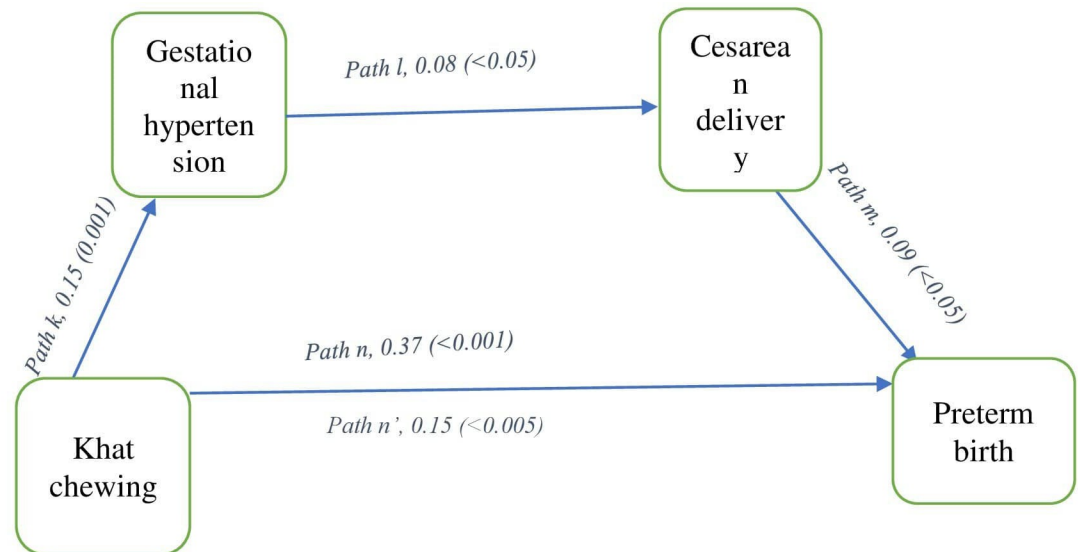 Gestatio
nal
hyperten
sion
Path l, 0.08 (<0.05)
Cesarea
n
deliver
y
Path k, 0.15 (0.001)
Path m, 0.09 (<0.05)
Path n, 0.37 (<0.001)
Path n’, 0.15 (<0.005)
Khat
chewing
Preterm
birth